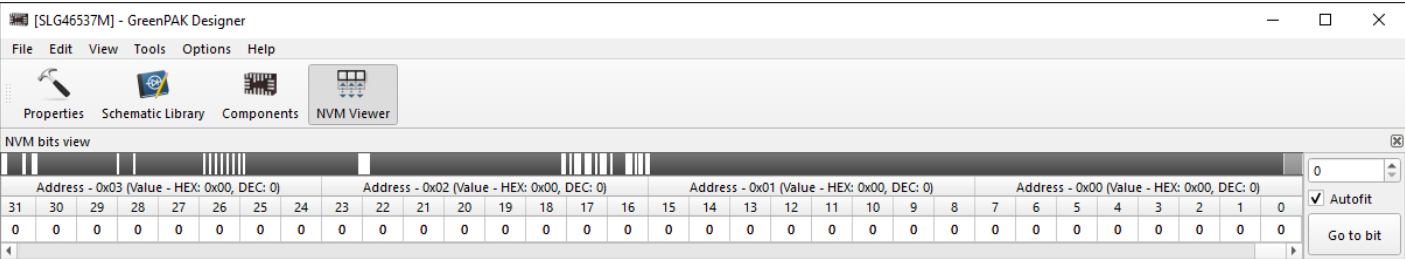 [SLG46537M] - GreenPAK Designer
File Edit View Tools Options Help
Properties Schematic Library Components NVM Viewer
NVM bits view
0
Address - 0x03 (Value - HEX: 0x00, DEC: 0) Address - 0x02 (Value - HEX: 0x00, DEC: 0) Address - 0x01 (Value - HEX: 0x00, DEC: 0) Address - 0x00 (Value - HEX: 0x00, DEC: 0)
Autofit
31 30 29 28 27 26 25 24 23 22 21 20 19 18 17 16 15 14 13 12 11 10 9 8 7 6 5 4 3 2 1 0
0 0 0 0 0 0 0 0 0 0 0 0 0 0 0 0 0 0 0 0 0 0 0 0 0 0 0 0 0 0 0 0
Go to bit